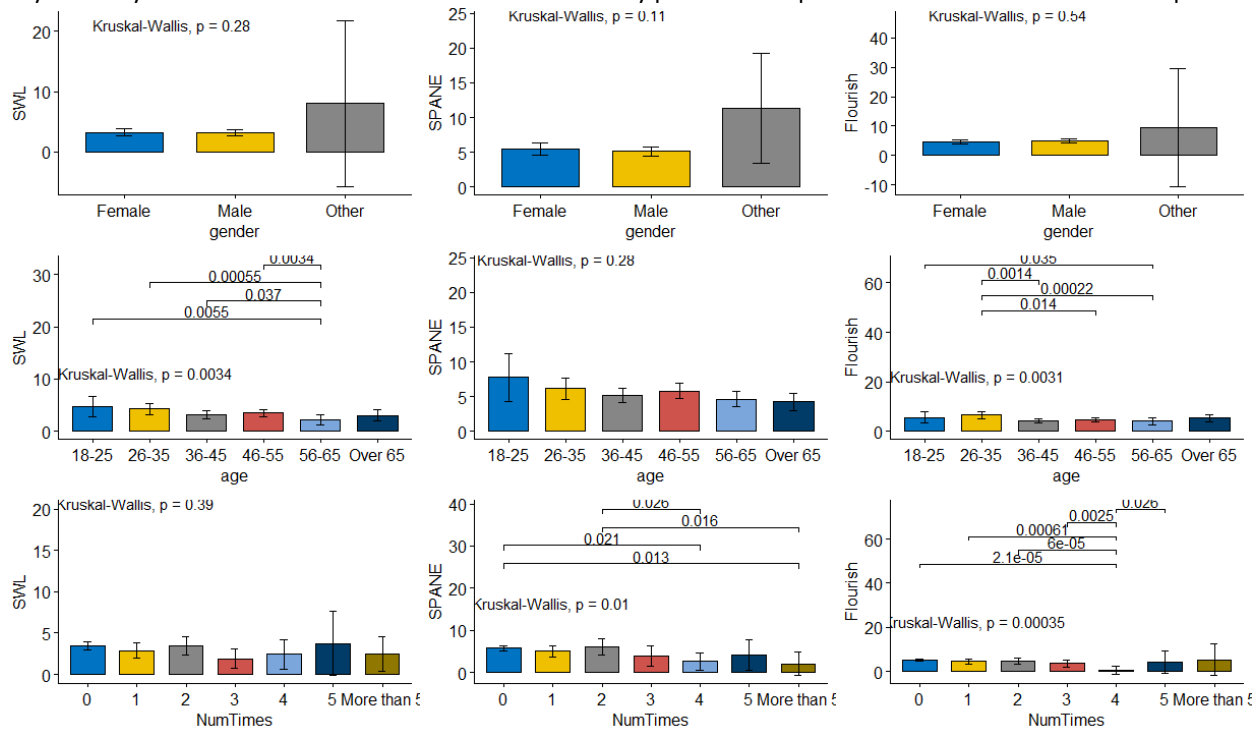 Kruskal-Wallis, p = 0.28
SWL
20
10
0
Female Male Other
gender
Kruskal-Wallis, p = 0.11
SPANE
25
20
15
10
5
0
Female Male Other
gender
Kruskal-Wallis, p = 0.54
Flourish
40
30
20
10
0
-10
Female Male Other
gender
0.0034
0.00055
0.037
0.0055
Kruskal-Wallis, p = 0.0034
SWL
30
20
10
0
18-25 26-35 36-45 46-55 56-65 Over 65
age
Kruskal-Wallis, p = 0.28
SPANE
25
20
15
10
5
0
18-25 26-35 36-45 46-55 56-65 Over 65
age
0.035
0.0014
0.00022
0.014
Kruskal-Wallis, p = 0.0031
Flourish
60
40
20
0
18-25 26-35 36-45 46-55 56-65 Over 65
age
Kruskal-Wallis, p = 0.39
SWL
20
15
10
5
0
0 1 2 3 4 5 More than 5
NumTimes
0.026
0.016
0.021
0.013
Kruskal-Wallis, p = 0.01
SPANE
40
30
20
10
0
0 1 2 3 4 5 More than 5
NumTimes
0.026
0.0025
0.00061
6e-05
2.1e-05
Kruskal-Wallis, p = 0.00035
Flourish
60
40
20
0
0 1 2 3 4 5 More than 5
NumTimes